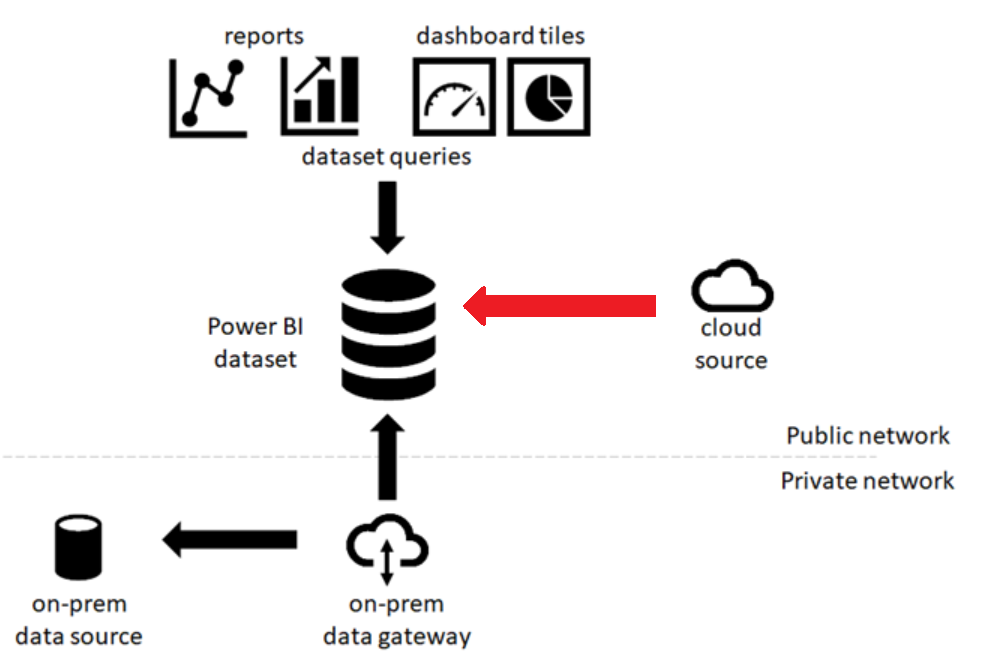 reports
dashboard tiles
dataset queries
Power BI
dataset
cloud
source
Public network
Private network
on-prem
data source
on-prem
data gateway